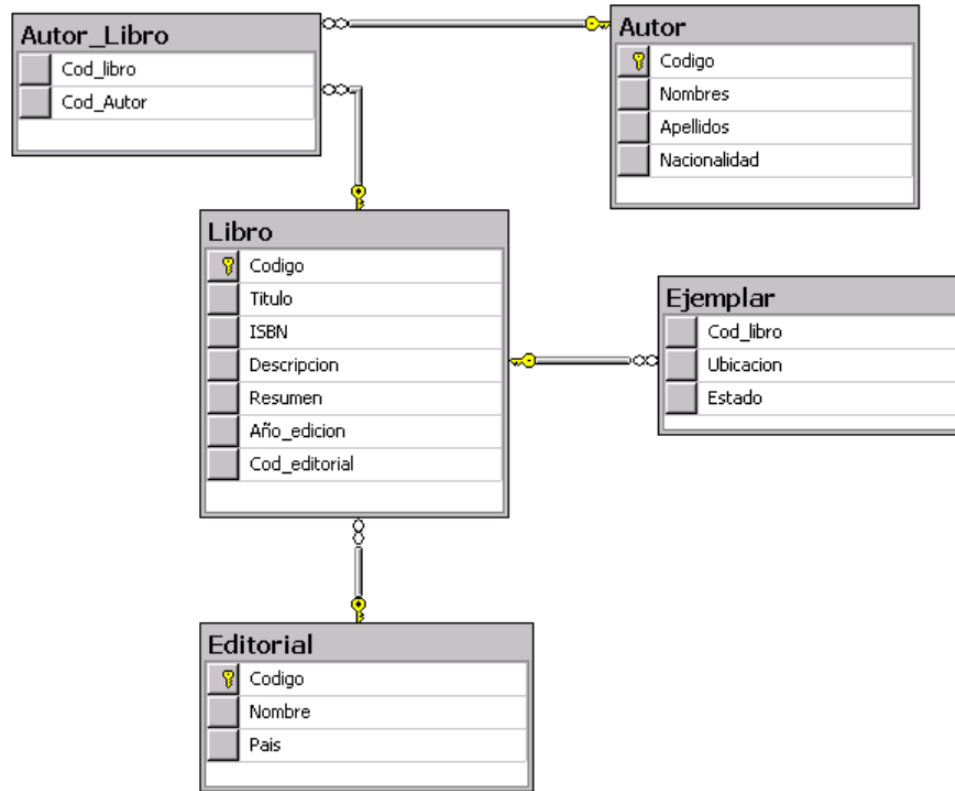 Autor_Libro
Cod_libro
Cod_Autor
Autor
Codigo
Nombres
Apellidos
Nacionalidad
Libro
Codigo
Titulo
ISBN
Descripcion
Resumen
Año_edicion
Cod_editorial
Ejemplar
Cod_libro
Ubicacion
Estado
Editorial
Codigo
Nombre
Pais